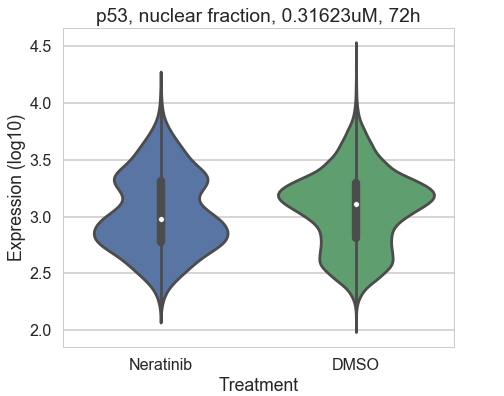 p53, nuclear fraction, 0.31623uM, 72h
4.5
4.0
3.5
3.0
2.5
2.0
Expression (log10)
Neratinib DMSO
Treatment